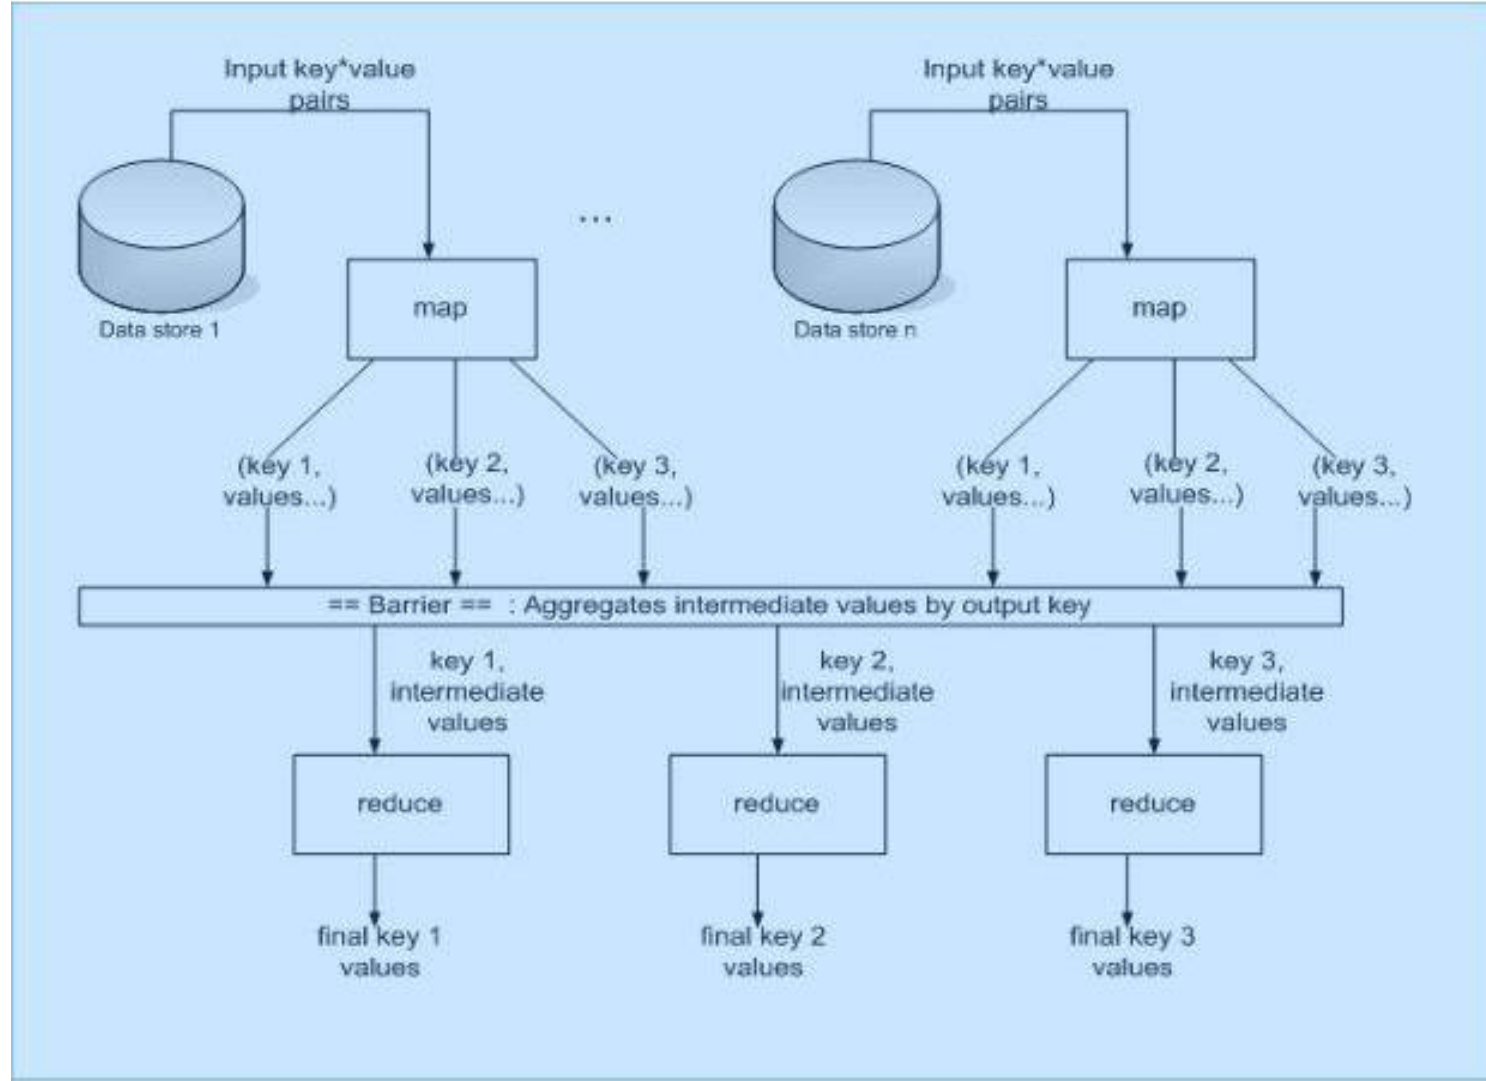 Input key*value
pairs
Input key*value
pairs
...
map
map
Data store 1
Data store n
(key 1,
values...)
(key 2,
values...)
(key 3,
values...)
(key 1,
values...)
(key 2,
values...)
(key 3,
values...)
== Barrier == : Aggregates intermediate values by output key
key 1,
intermediate
values
key 2,
intermediate
values
key 3,
intermediate
values
reduce
reduce
reduce
final key 1
values
final key 2
values
final key 3
values